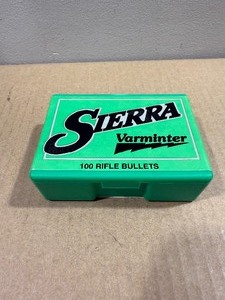 SIERRA
Varminter
100 RIFLE BULLETS